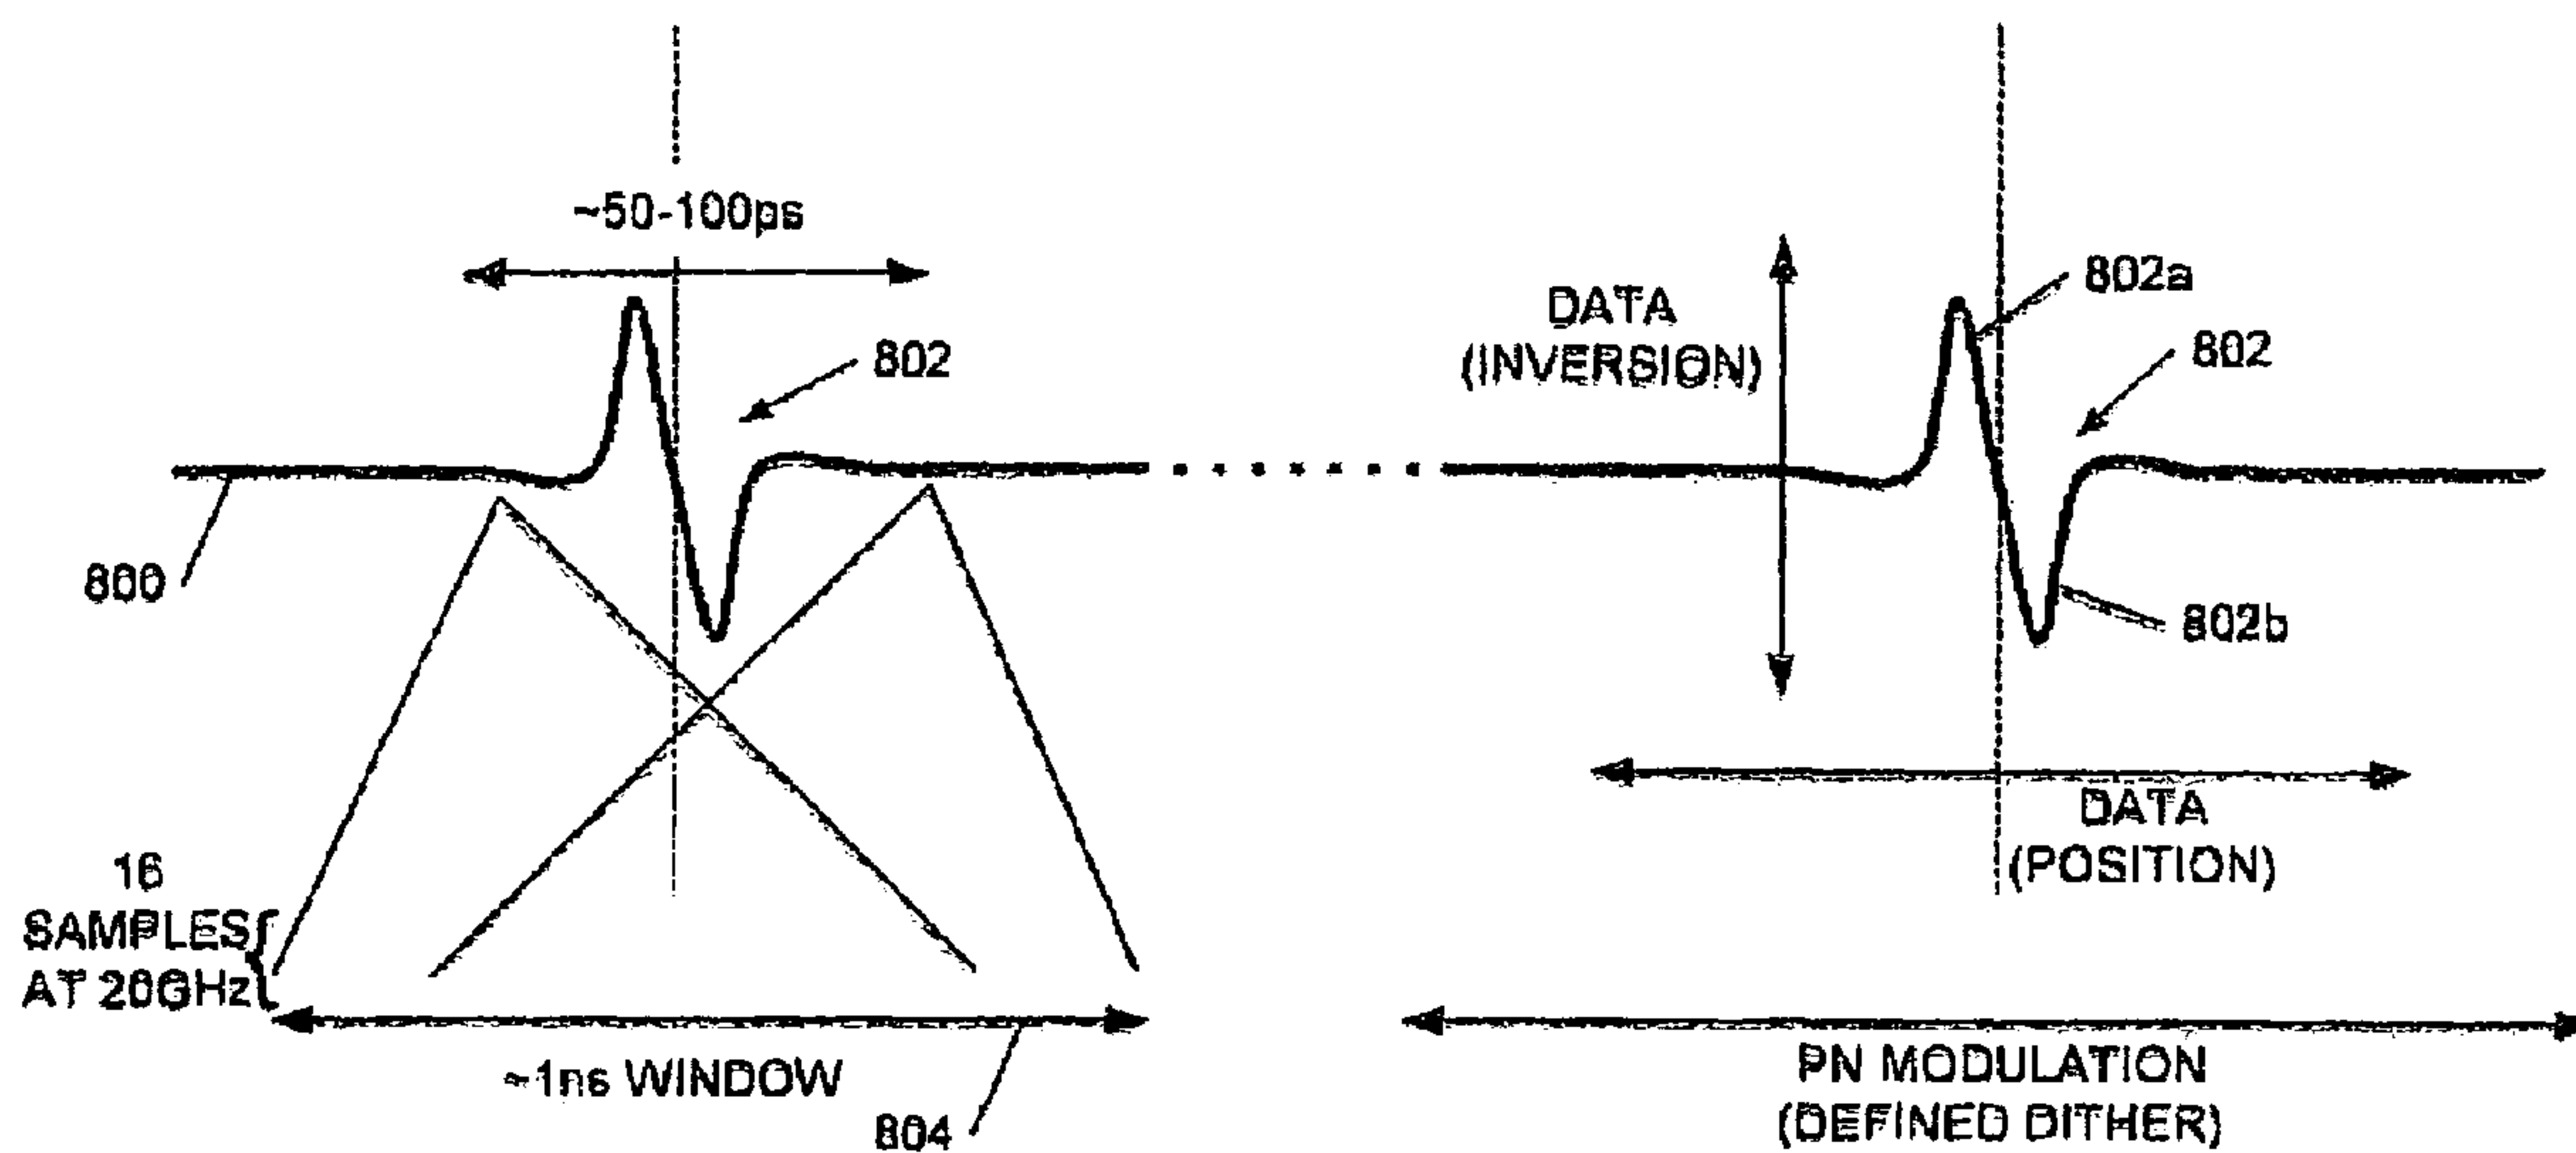 ~50-100ps
802
800
16
SAMPLES
AT 20GHz
~1ns WINDOW
804
DATA
(INVERSION)
802a
802
802b
DATA
(POSITION)
PN MODULATION
(DEFINED DITHER)